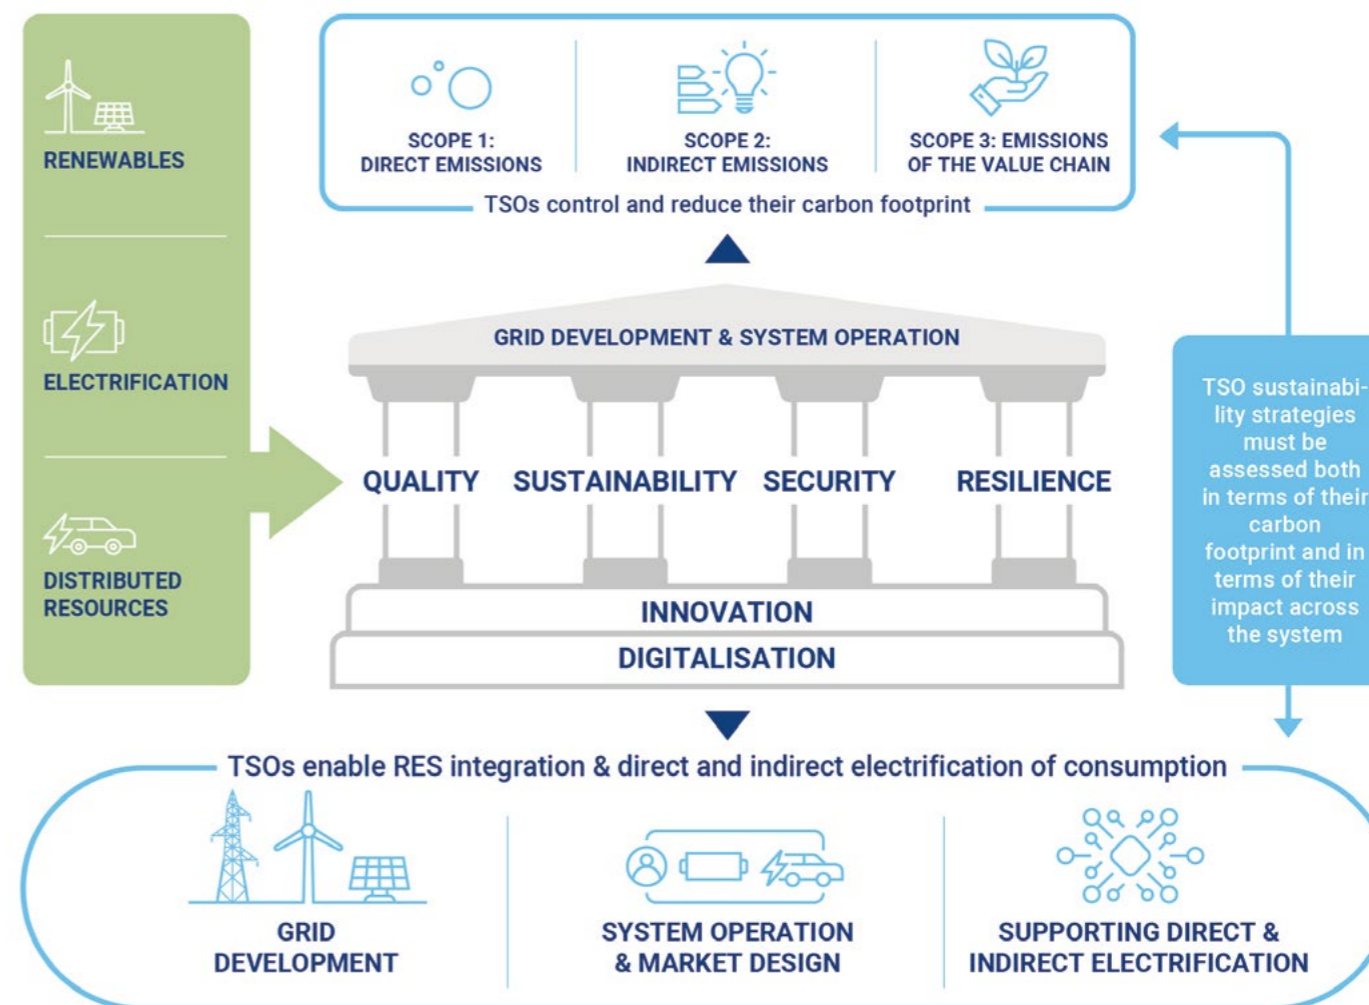 RENEWABLES
ELECTRIFICATION
DISTRIBUTED
RESOURCES
SCOPE 1:
DIRECT EMISSIONS
SCOPE 2:
INDIRECT EMISSIONS
SCOPE 3: EMISSIONS
OF THE VALUE CHAIN
TSOs control and reduce their carbon footprint
GRID DEVELOPMENT & SYSTEM OPERATION
QUALITY
SUSTAINABILITY
SECURITY
RESILIENCE
INNOVATION
DIGITALISATION
TSO sustainabi-
lity strategies
must be
assessed both
in terms of their
carbon
footprint and in
terms of their
impact across
the system
TSOs enable RES integration & direct and indirect electrification of consumption
GRID
DEVELOPMENT
SYSTEM OPERATION
& MARKET DESIGN
SUPPORTING DIRECT &
INDIRECT ELECTRIFICATION